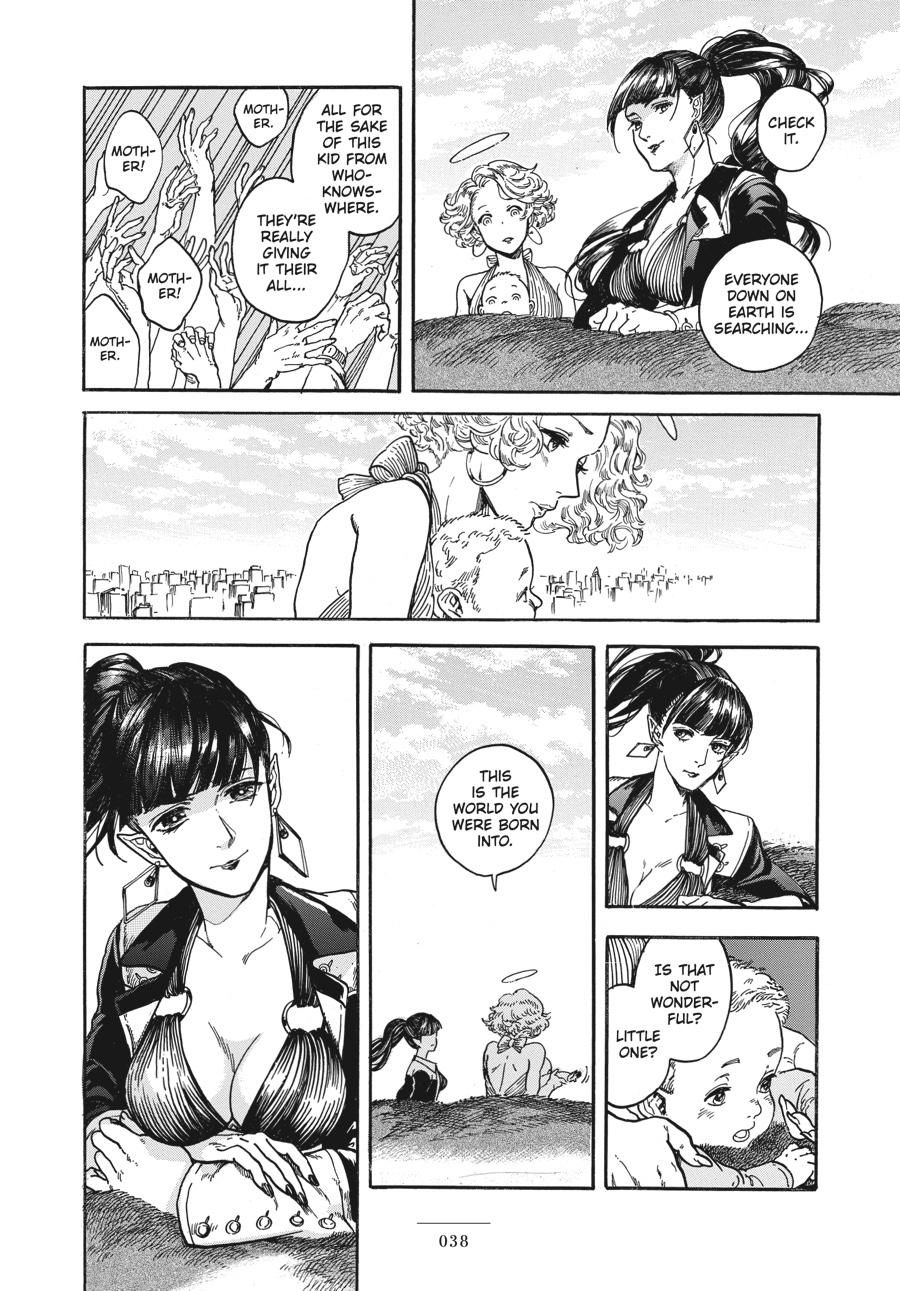 CHECK
IT.
EVERYONE
DOWN ON
EARTH IS
SEARCHING...
ALL FOR
THE SAKE
OF THIS
KID FROM
WHO-
KNOWS-
WHERE.
THEY'RE
REALLY
GIVING
IT THEIR
ALL...
MOTH-
ER.
MOTH-
ER!
MOTH-
ER!
MOTH-
ER.
IS THAT
NOT
WONDER-
FUL?
LITTLE
ONE?
THIS
IS THE
WORLD YOU
WERE BORN
INTO.
038